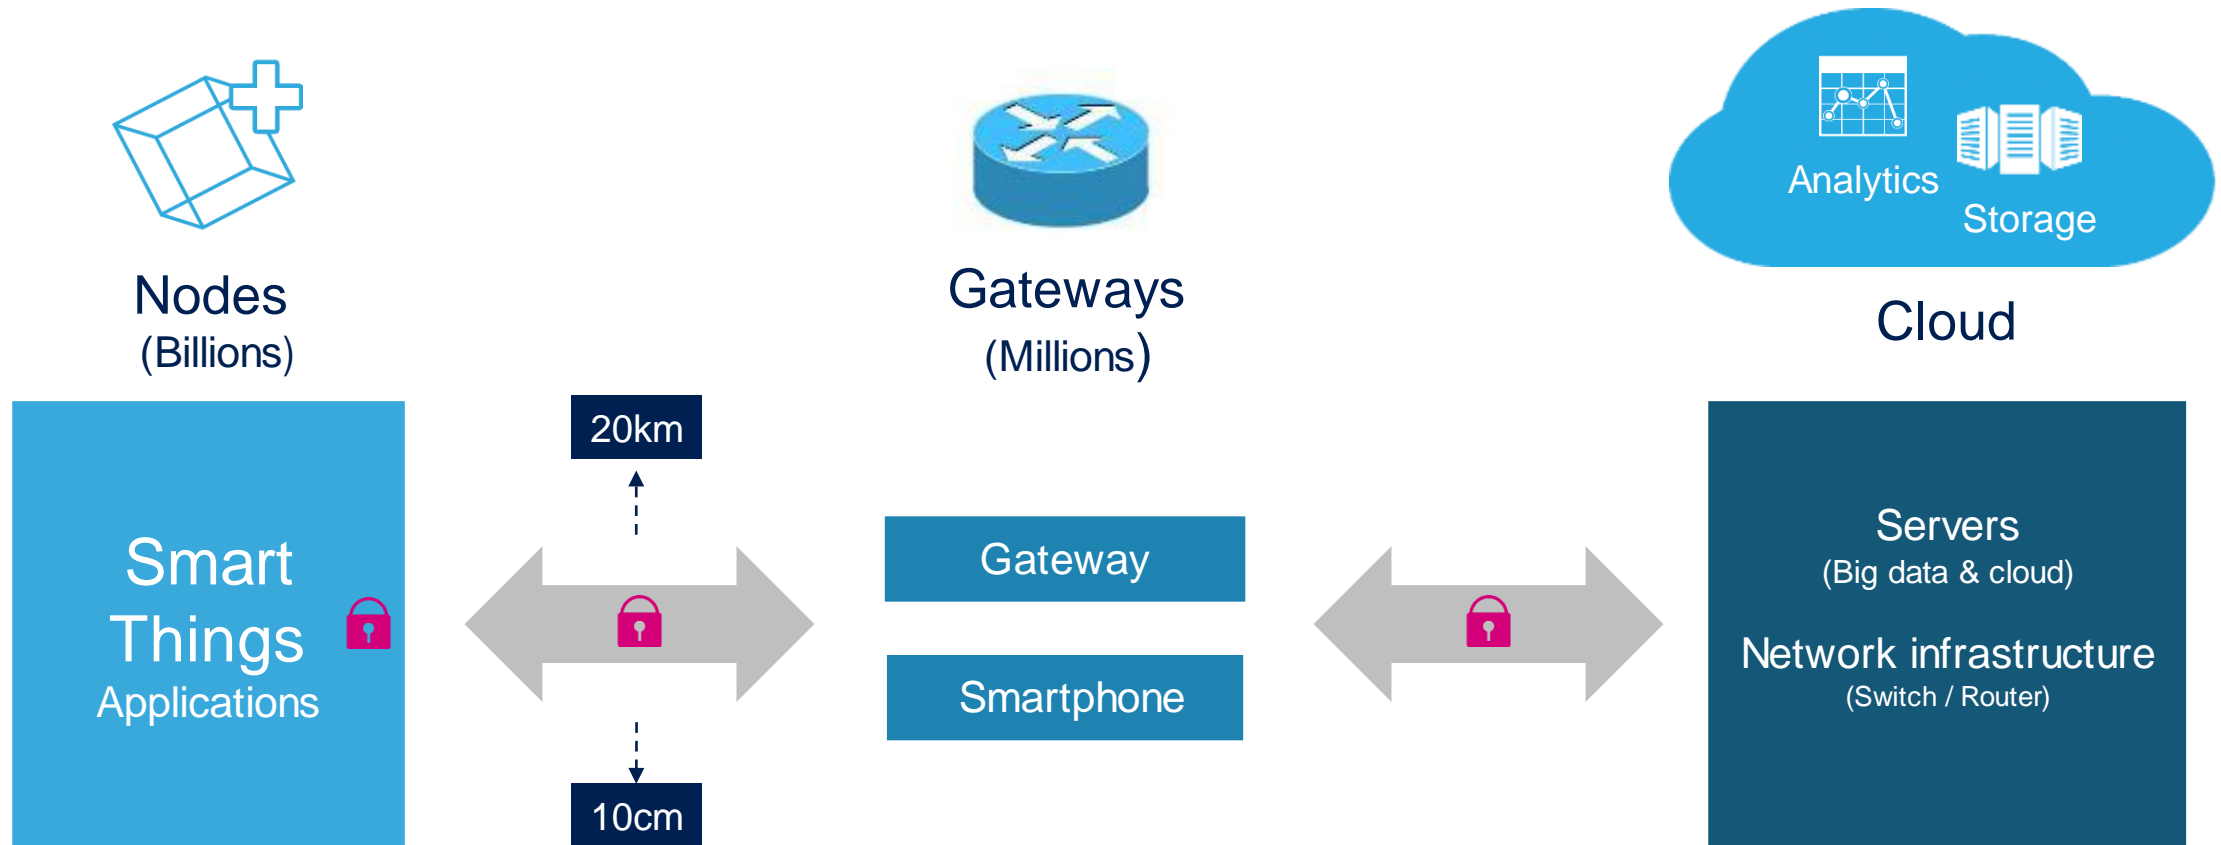 Nodes
(Billions)
Gateways
(Millions)
Analytics
Storage
Cloud
Smart
Things
Applications
20km
10cm
Gateway
Smartphone
Servers
(Big data & cloud)
Network infrastructure
(Switch / Router)